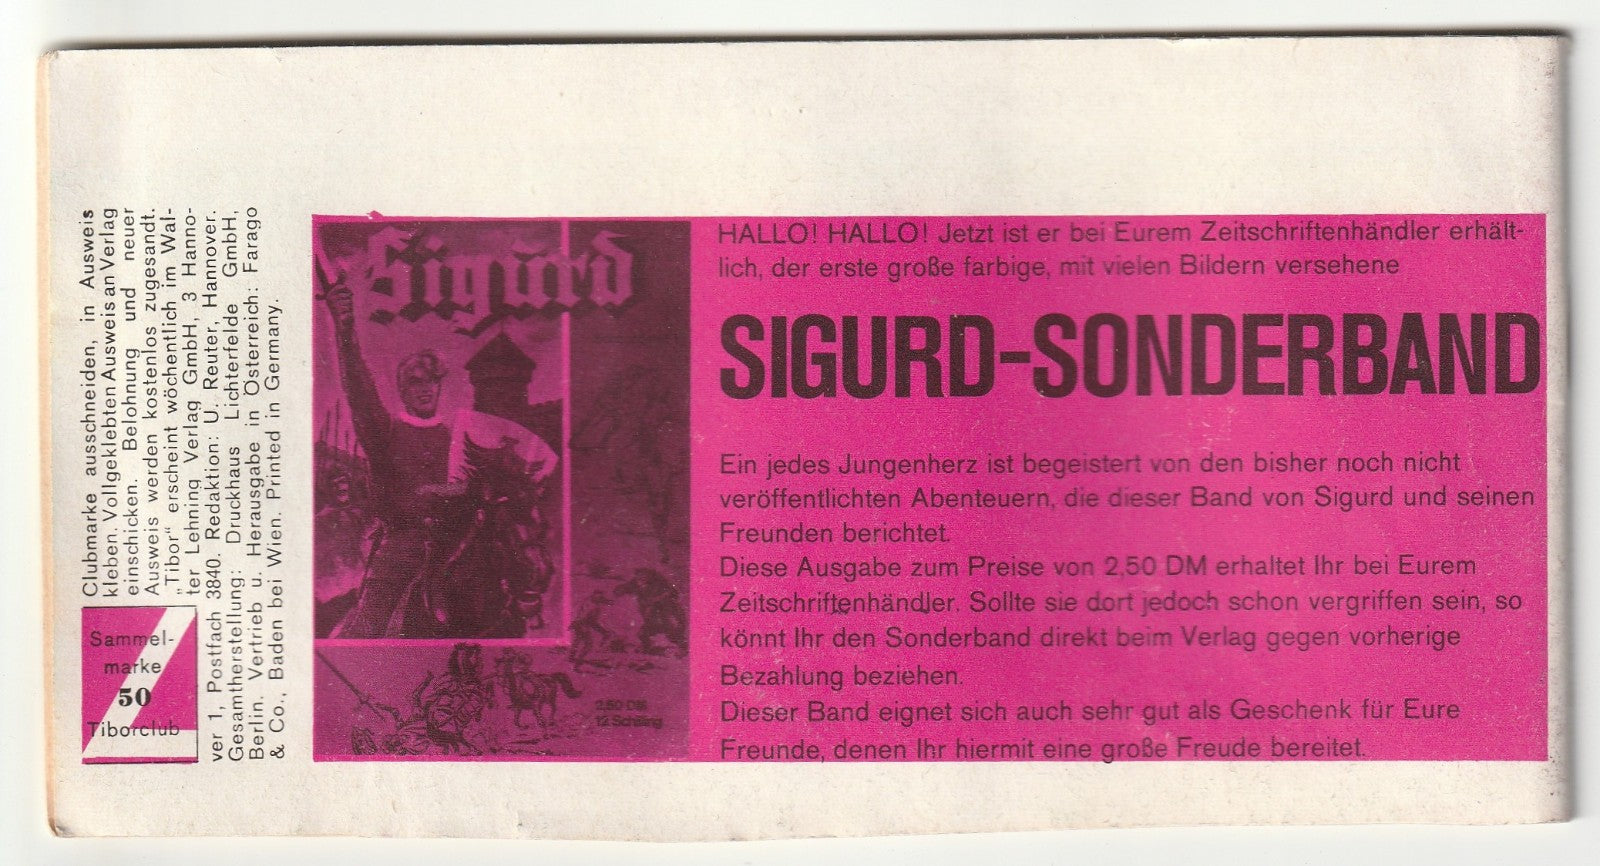 Clubmarke ausschneiden, in Ausweis
kleben. Vollgeklebten Ausweis an Verlag
einschicken. Belohnung und neuer
Ausweis werden kostenlos zugesandt.
„Tibor“ erscheint wöchentlich im Wal-
ter Lehning Verlag GmbH, 3 Hanno-
ver 1, Postfach 3840. Redaktion: U. Reuter, Hannover.
Gesamtherstellung: Druckhaus Lichterfelde GmbH,
Berlin. Vertrieb u. Herausgabe in Österreich: Farago
& Co., Baden bei Wien. Printed in Germany.
Sammel-
marke
50
Tiborclub
Sigurd
2,50 DM
12 Schilling
HALLO! HALLO! Jetzt ist er bei Eurem Zeitschriftenhändler erhält-
lich, der erste große farbige, mit vielen Bildern versehene
SIGURD-SONDERBAND
Ein jedes Jungenherz ist begeistert von den bisher noch nicht
veröffentlichten Abenteuern, die dieser Band von Sigurd und seinen
Freunden berichtet.
Diese Ausgabe zum Preise von 2,50 DM erhaltet Ihr bei Eurem
Zeitschriftenhändler. Sollte sie dort jedoch schon vergriffen sein, so
könnt Ihr den Sonderband direkt beim Verlag gegen vorherige
Bezahlung beziehen.
Dieser Band eignet sich auch sehr gut als Geschenk für Eure
Freunde, denen Ihr hiermit eine große Freude bereitet.